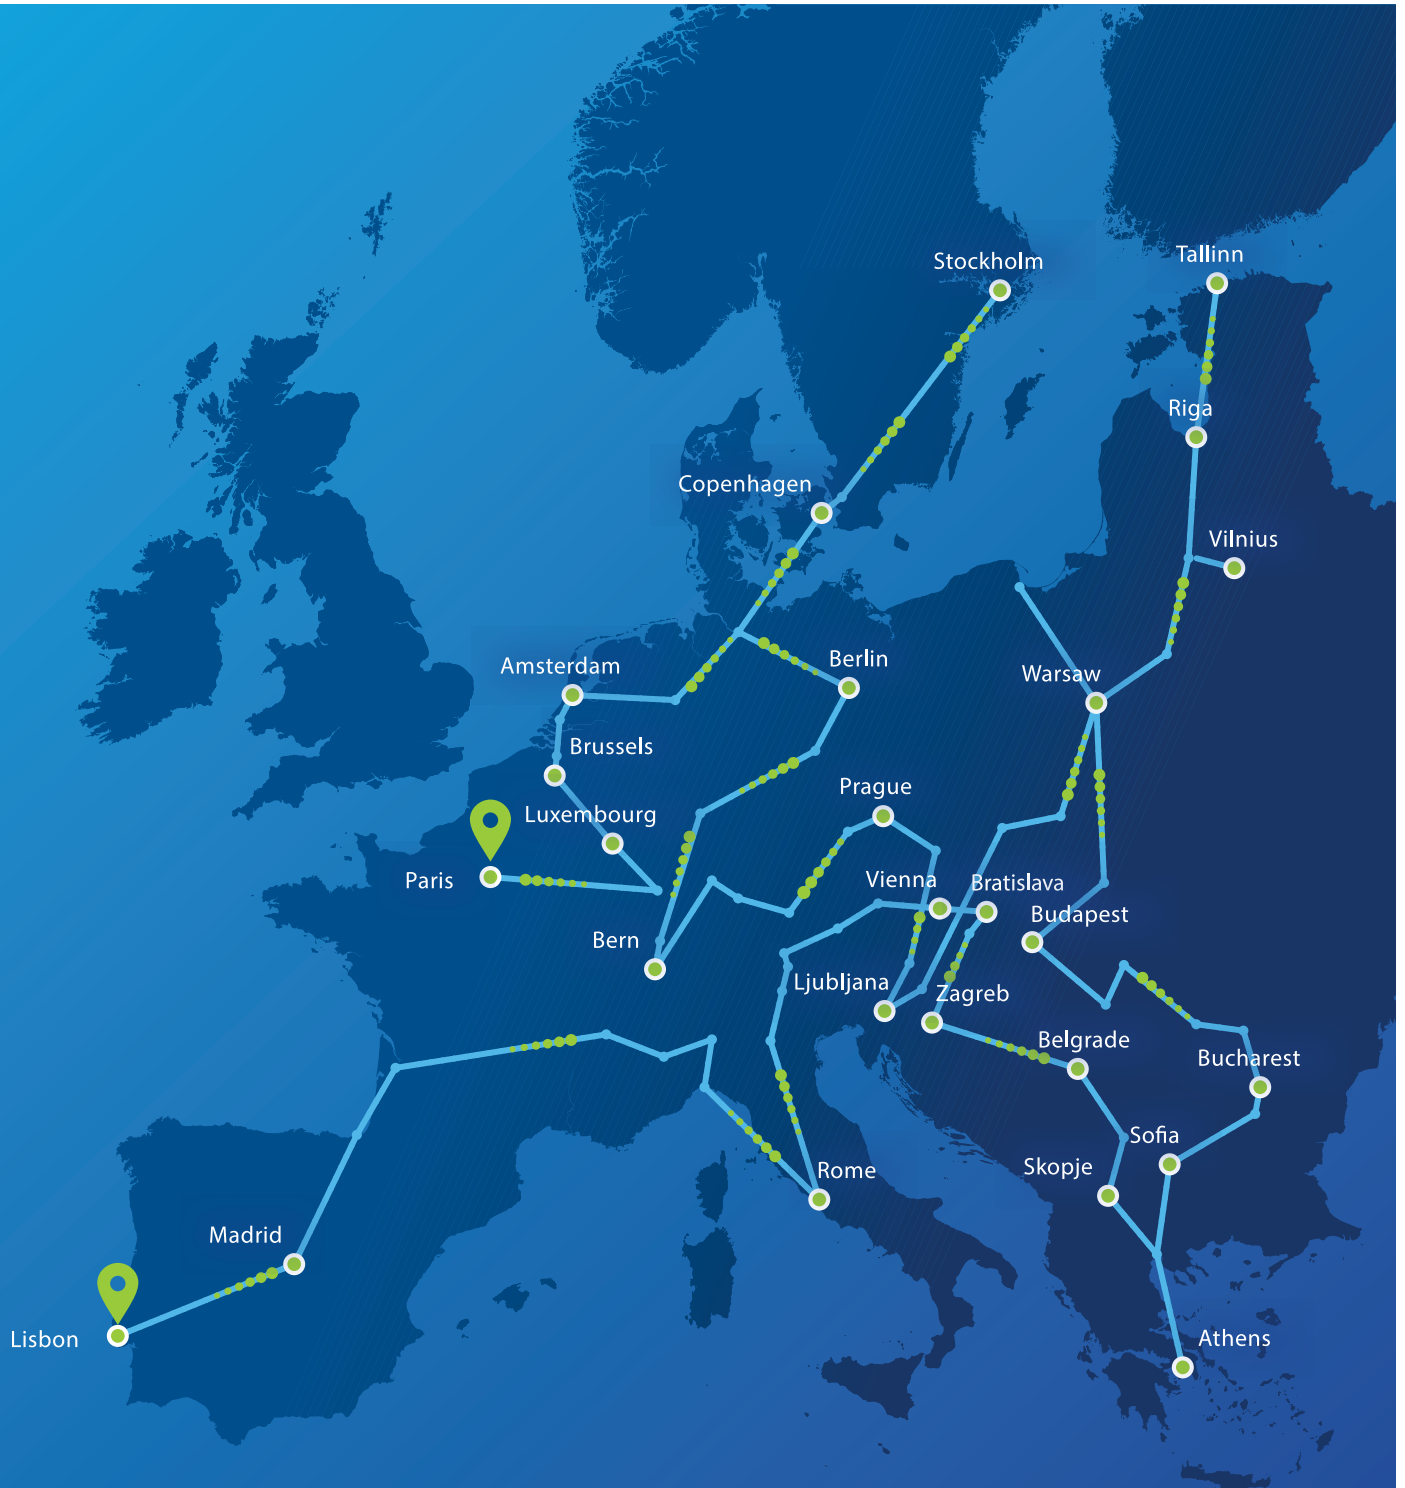 Tallinn
Stockholm
Riga
Copenhagen
Vilnius
Amsterdam
Berlin
Warsaw
Brussels
Prague
Luxembourg
Paris
Vienna
Bratislava
Budapest
Bern
Ljubljana
Zagreb
Belgrade
Bucharest
Sofia
Skopje
Rome
Madrid
Lisbon
Athens